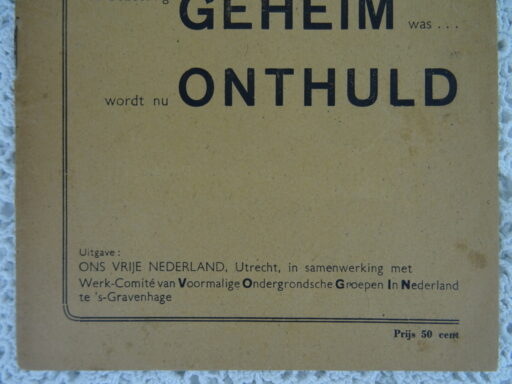 GEHEIM was ...
wordt nu ONTHULD
Uitgave :
ONS VRIJE NEDERLAND, Utrecht, in samenwerking met
Werk-Comité van Voormalige Ondergrondsche Groepen In Nederland
te 's-Gravenhage
Prijs 50 cent